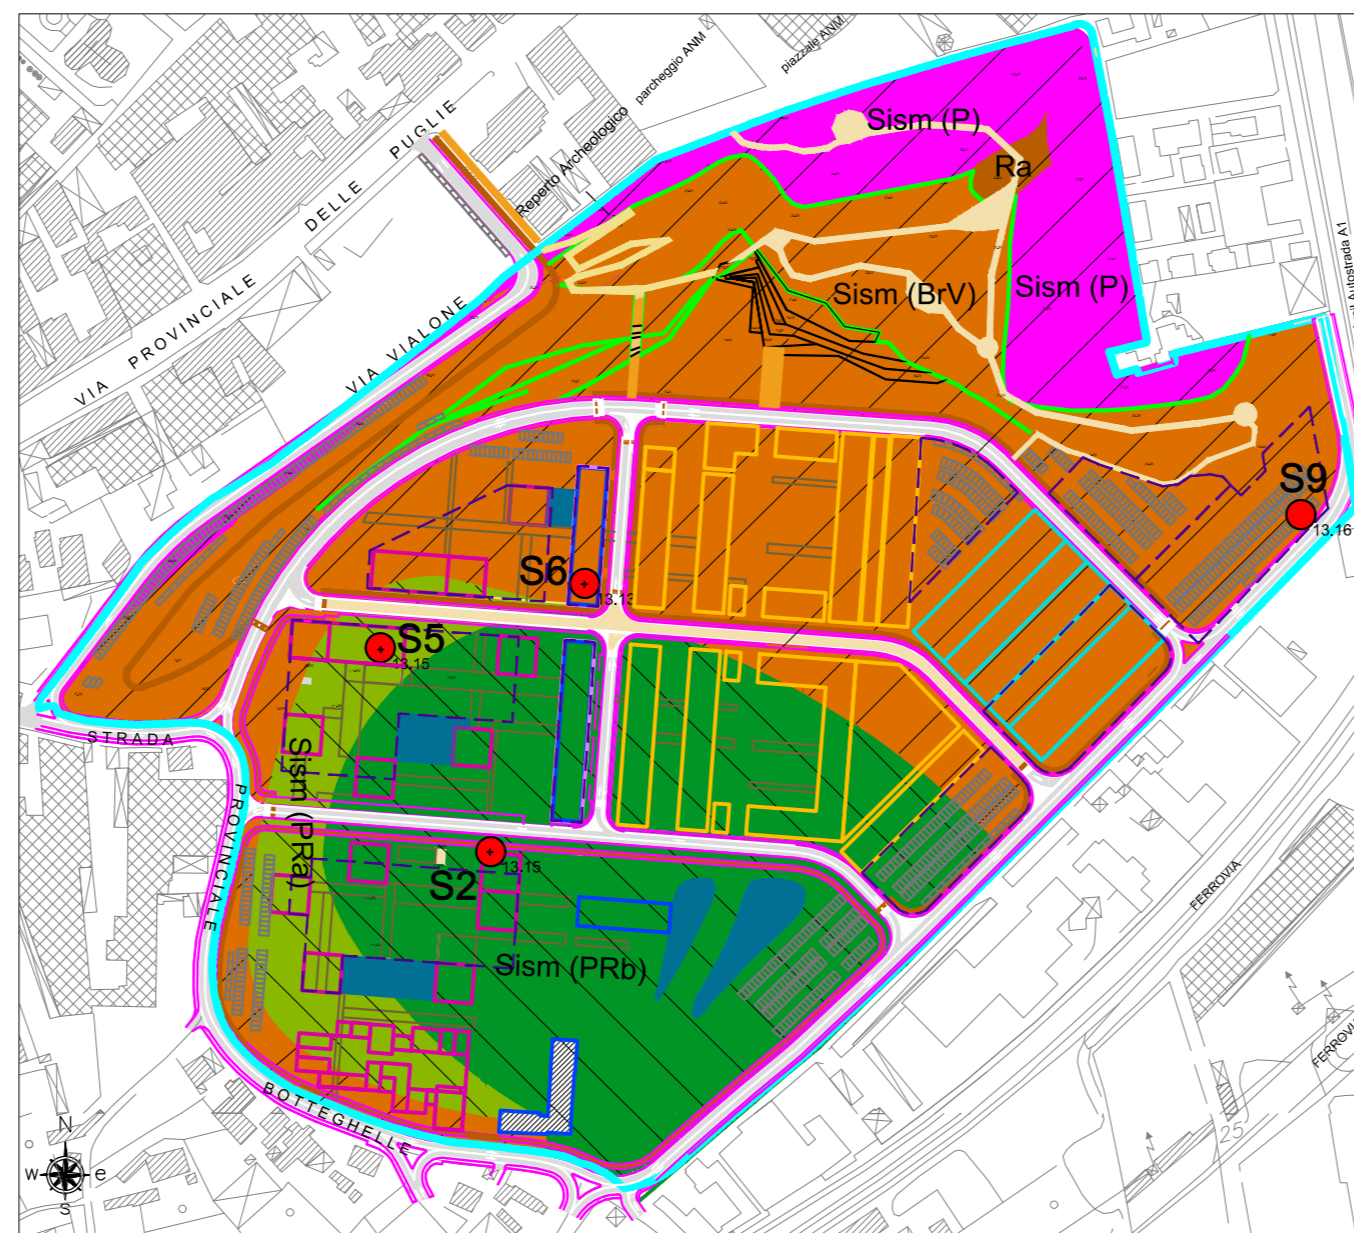 piazzale ANM
parcheggio ANM
Reperto Archeologico
VIA PROVINCIALE DELLE PUGLIE
VIA VIALONE
Sism (P)
Ra
Sism (BrV)
Sism (P)
Autostrada A1
S9
13.16
S6
13.13
S5
13.15
STRADA PROVINCIALE BOTTEGHELLE
Sism (PRa)
S2
13.15
Sism (PRb)
FERROVIA
FERROVIA
25
N
W
e
S